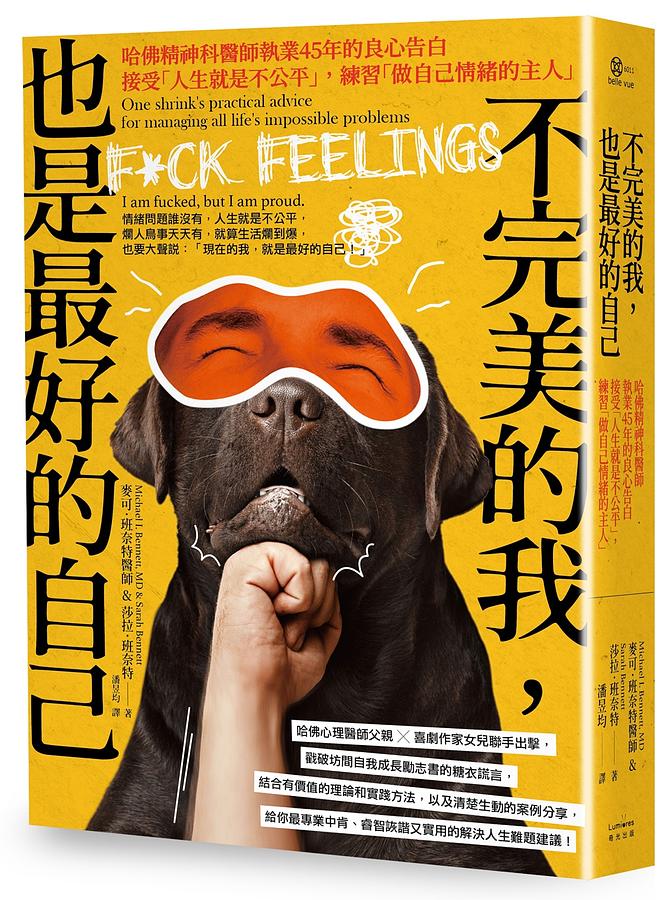 哈佛精神科醫師執業45年的良心告白
接受「人生就是不公平」，練習「做自己情緒的主人」
One shrink's practical advice
for managing all life's impossible problems
F*CK FEELINGS
I am fucked, but I am proud.
情緒問題誰沒有，人生就是不公平，
爛人鳥事天天有，就算生活爛到爆，
也要大聲說：「現在的我，就是最好的自己！」
不完美的我，
也是最好的自己
Michael I. Bennett, MD & Sarah Bennett
麥可．班奈特醫師 & 莎拉．班奈特——著
潘昱均——譯
哈佛心理醫師父親╳喜劇作家女兒聯手出擊，
戳破坊間自我成長勵志書的糖衣謊言，
結合有價值的理論和實踐方法，以及清楚生動的案例分享，
給你最專業中肯、睿智詼諧又實用的解決人生難題建議！
6011
belle vue
不完美的我，
也是最好的自己
哈佛精神科醫師
執業45年的良心告白
接受「人生就是不公平」，
練習「做自己情緒的主人」
Michael I. Bennett, MD
麥可．班奈特醫師 &
Sarah Bennett
莎拉．班奈特——著
潘昱均——譯
Lumières
奇光出版